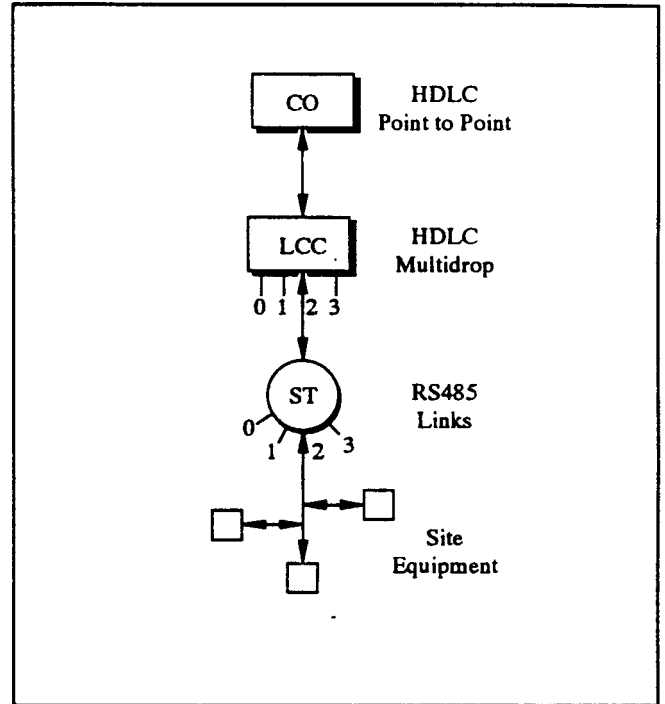 CO
HDLC
Point to Point
LCC
HDLC
Multidrop
0 1 2 3
ST
RS485
Links
0 1 2 3
Site
Equipment